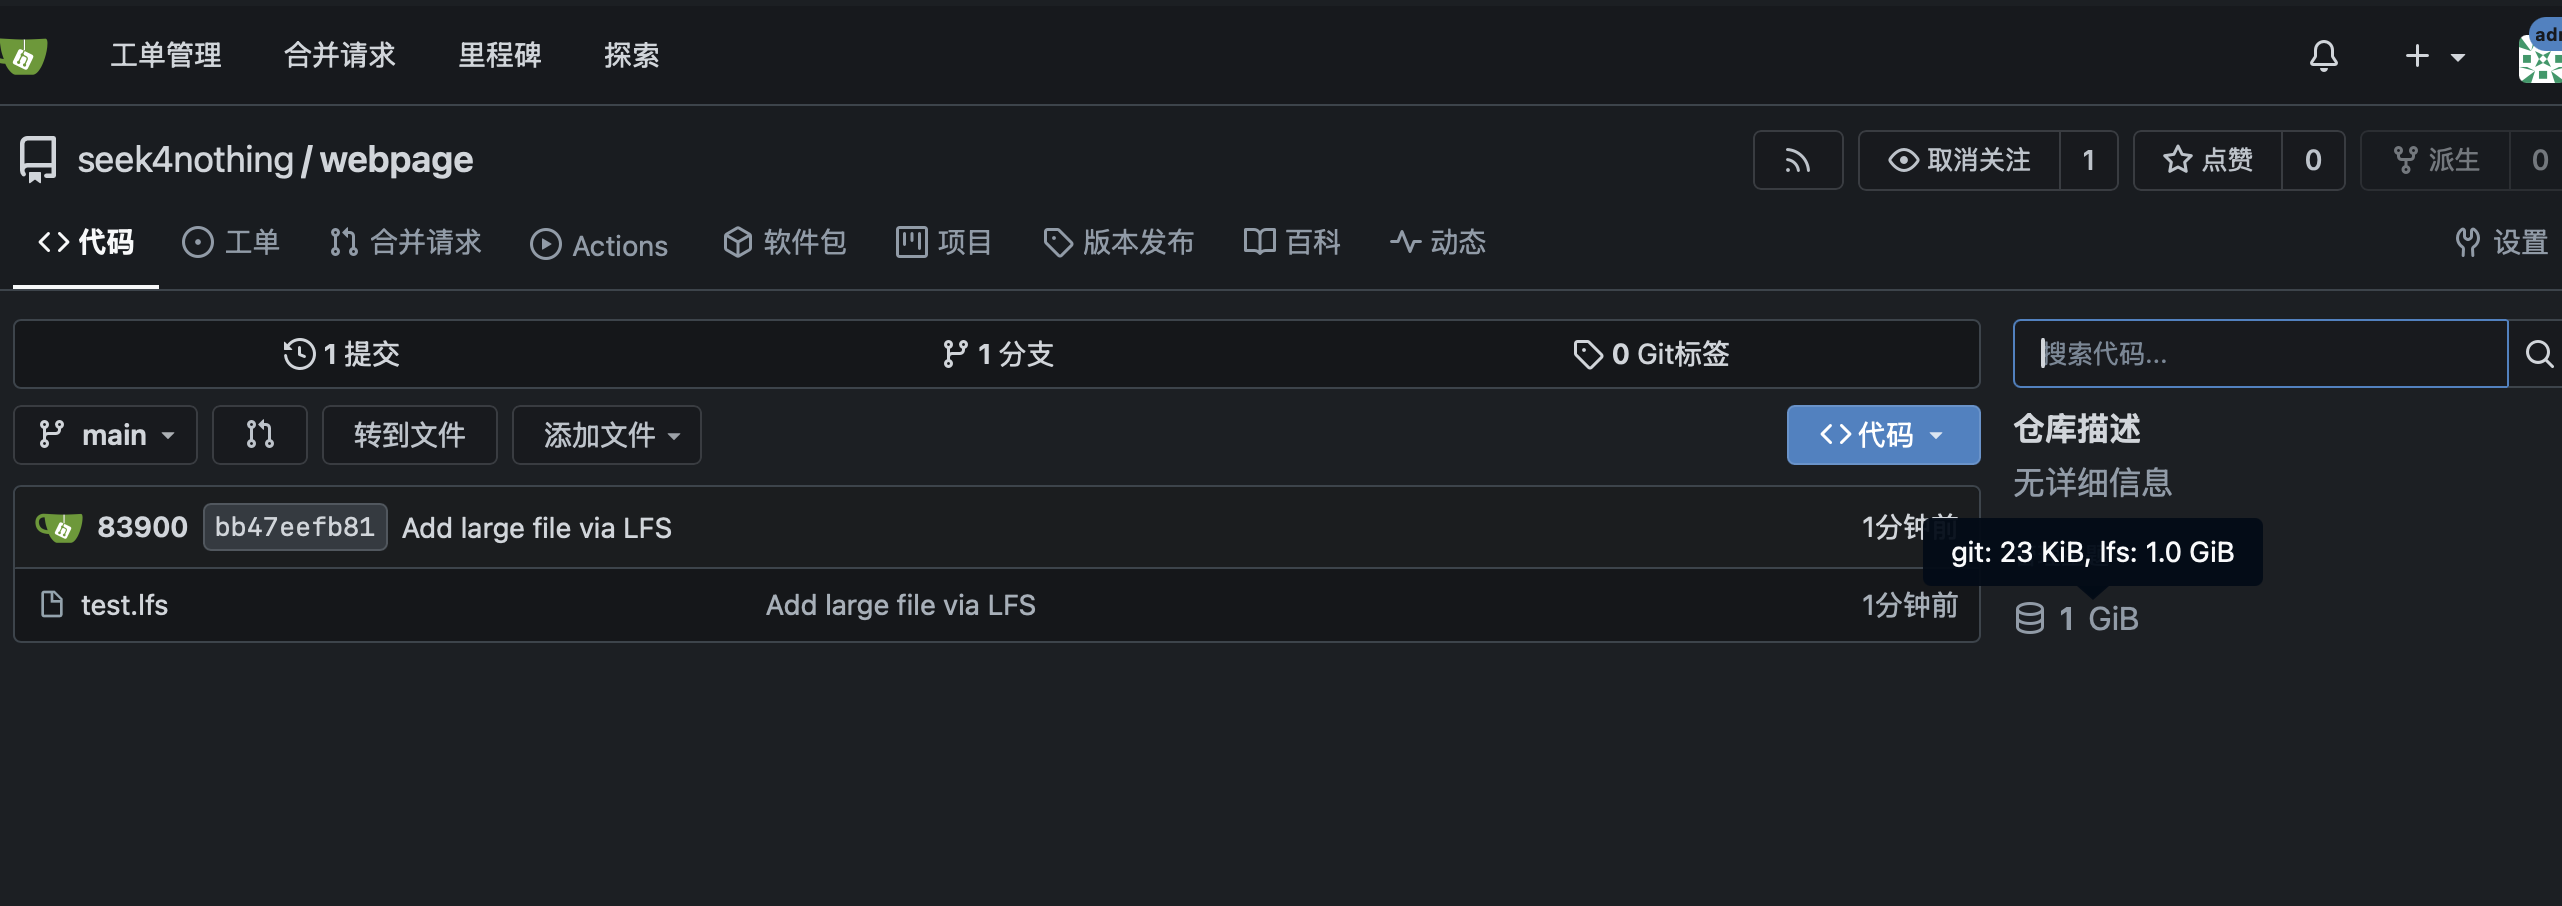 工单管理 合并请求 里程碑 探索
seek4nothing / webpage 取消关注 1 点赞 0 派生 0
代码 工单 合并请求 Actions 软件包 项目 版本发布 百科 动态 设置
1 提交 1 分支 0 Git标签 搜索代码...
main 转到文件 添加文件 代码
仓库描述
无详细信息
83900 bb47eefb81 Add large file via LFS 1分钟前
git: 23 KiB, lfs: 1.0 GiB
test.lfs Add large file via LFS 1分钟前
1 GiB